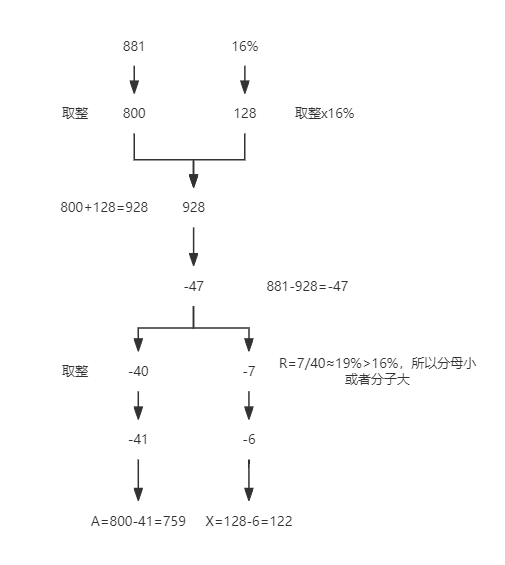 881 16%
取整 800 128 取整x16%
800+128=928 928
-47 881-928=-47
取整 -40 -7 R=7/40≈19%>16%，所以分母小
或者分子大
-41 -6
A=800-41=759 X=128-6=122